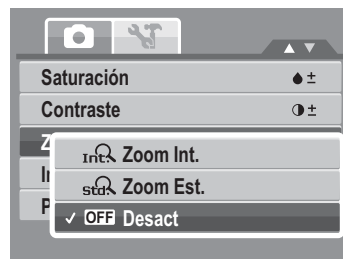 Saturación
Contraste
Z
Int. Zoom Int.
std. Zoom Est.
I
P
✓ OFF Desact